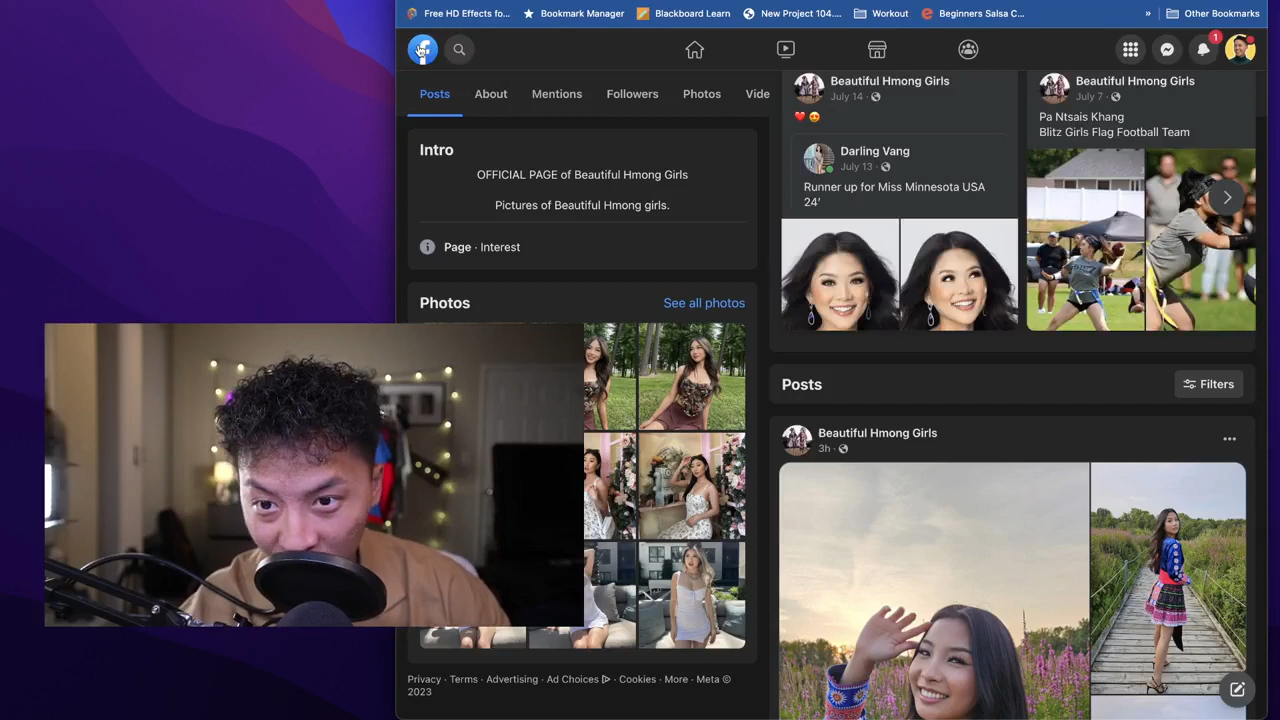 Free HD Effects fo...
Bookmark Manager
Blackboard Learn
New Project 104....
Workout
Beginners Salsa C...
»
Other Bookmarks
1
Posts
About
Mentions
Followers
Photos
Vide
Intro
OFFICIAL PAGE of Beautiful Hmong Girls
Pictures of Beautiful Hmong girls.
Page · Interest
Photos
See all photos
Privacy · Terms · Advertising · Ad Choices · Cookies · More · Meta ©
2023
Beautiful Hmong Girls
July 14 ·
❤️ 😍
Darling Vang
July 13 ·
Runner up for Miss Minnesota USA
24’
Beautiful Hmong Girls
July 7 ·
Pa Ntsais Khang
Blitz Girls Flag Football Team
Posts
Filters
Beautiful Hmong Girls
3h ·